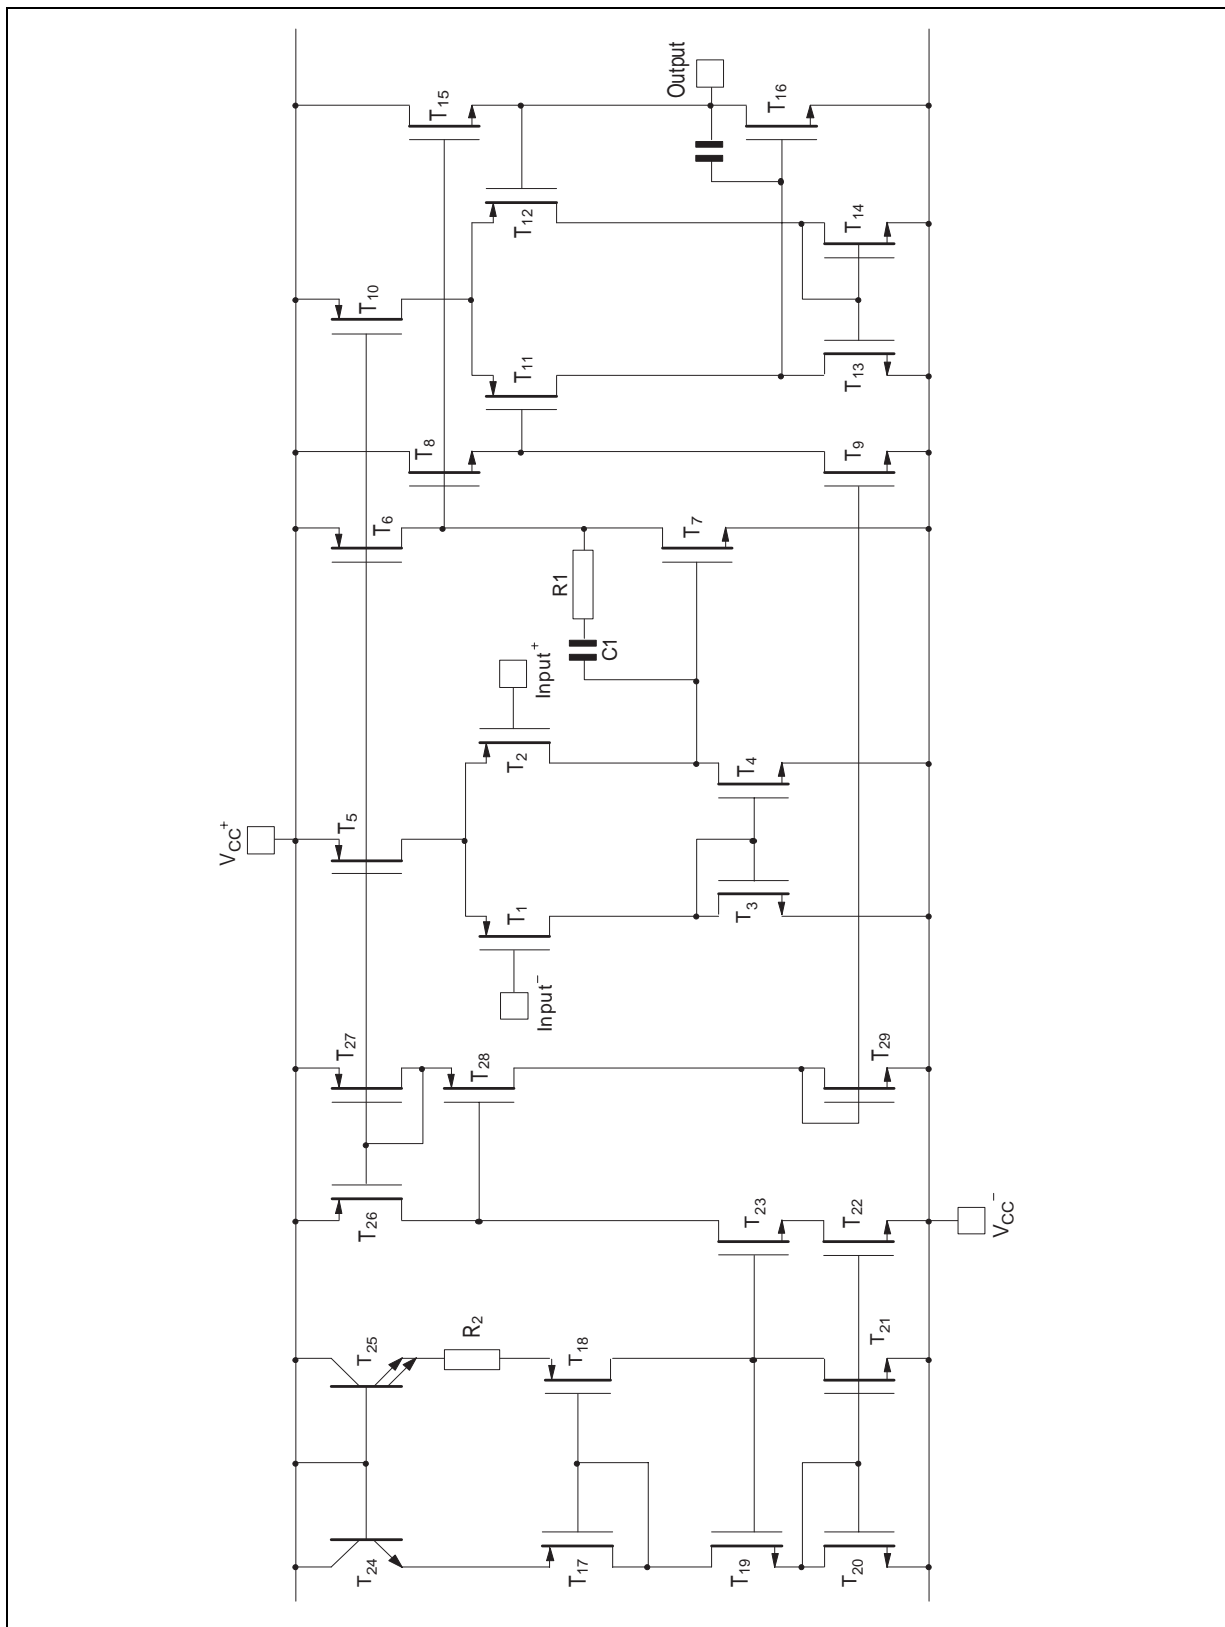 Output
T15
T16
T12
T14
T10
T11
T13
T8
T9
T6
T7
R1
C1
Input+
T2
T4
VCC+
T5
T1
T3
Input−
T27
T28
T29
T26
T23
T22
VCC−
T25
R2
T18
T21
T24
T17
T19
T20